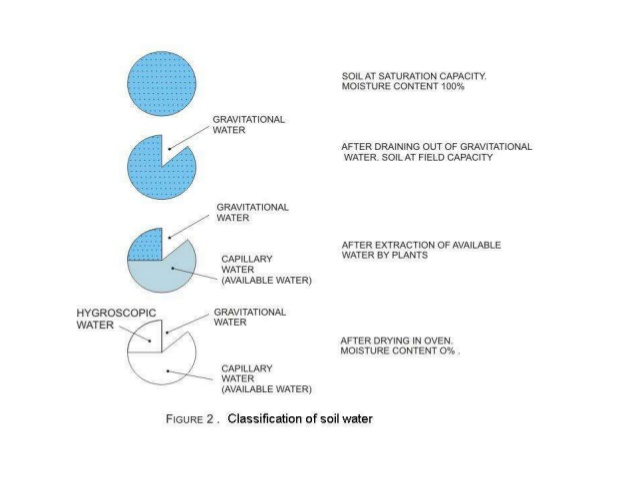 SOIL AT SATURATION CAPACITY.
MOISTURE CONTENT 100%
GRAVITATIONAL
WATER
AFTER DRAINING OUT OF GRAVITATIONAL
WATER. SOIL AT FIELD CAPACITY
GRAVITATIONAL
WATER
CAPILLARY
WATER
(AVAILABLE WATER)
AFTER EXTRACTION OF AVAILABLE
WATER BY PLANTS
HYGROSCOPIC
WATER
GRAVITATIONAL
WATER
CAPILLARY
WATER
(AVAILABLE WATER)
AFTER DRYING IN OVEN.
MOISTURE CONTENT O% .
FIGURE 2 . Classification of soil water